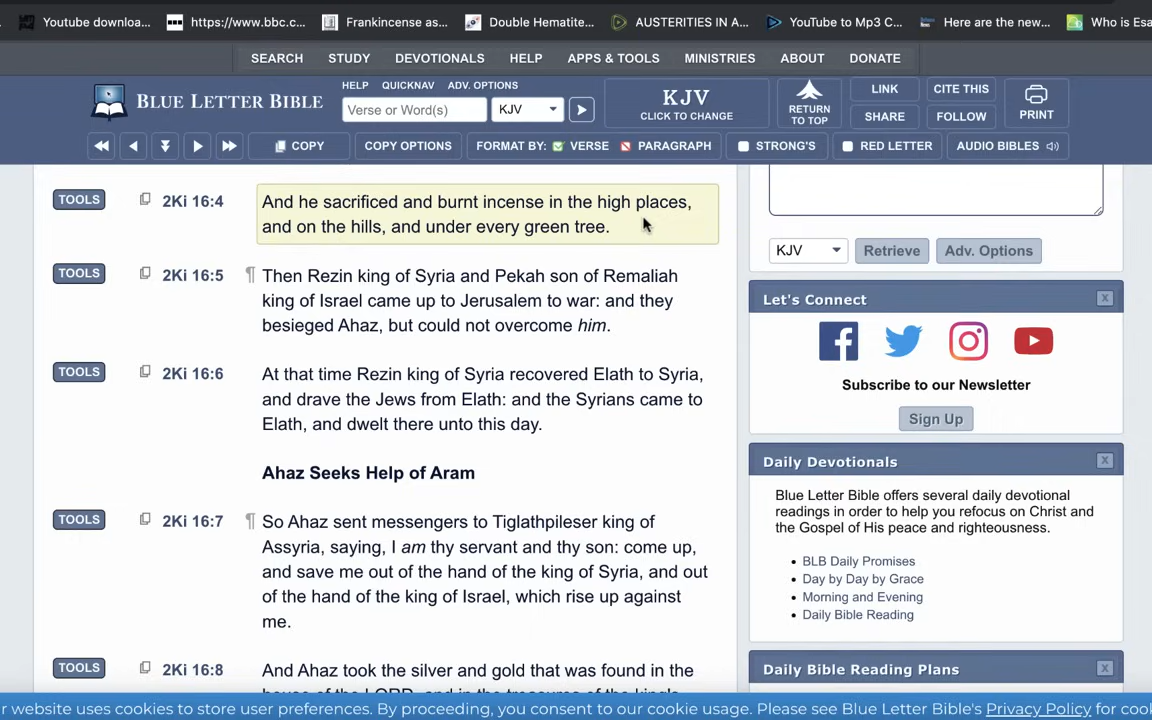 Youtube downloa...
https://www.bbc.c...
Frankincense as...
Double Hematite...
AUSTERITIES IN A...
YouTube to Mp3 C...
Here are the new...
Who is Esa
SEARCH STUDY DEVOTIONALS HELP APPS & TOOLS MINISTRIES ABOUT DONATE
BLUE LETTER BIBLE
HELP QUICKNAV ADV. OPTIONS
Verse or Word(s) KJV
KJV
CLICK TO CHANGE
RETURN
TO TOP
LINK
CITE THIS
SHARE
FOLLOW
PRINT
COPY COPY OPTIONS FORMAT BY: VERSE PARAGRAPH STRONG'S RED LETTER AUDIO BIBLES
TOOLS 2Ki 16:4 And he sacrificed and burnt incense in the high places,
and on the hills, and under every green tree.
TOOLS 2Ki 16:5 ¶ Then Rezin king of Syria and Pekah son of Remaliah
king of Israel came up to Jerusalem to war: and they
besieged Ahaz, but could not overcome him.
TOOLS 2Ki 16:6 At that time Rezin king of Syria recovered Elath to Syria,
and drave the Jews from Elath: and the Syrians came to
Elath, and dwelt there unto this day.
Ahaz Seeks Help of Aram
TOOLS 2Ki 16:7 ¶ So Ahaz sent messengers to Tiglathpileser king of
Assyria, saying, I am thy servant and thy son: come up,
and save me out of the hand of the king of Syria, and out
of the hand of the king of Israel, which rise up against
me.
TOOLS 2Ki 16:8 And Ahaz took the silver and gold that was found in the
house of the LORD, and in the treasures of the king's
KJV Retrieve Adv. Options
Let's Connect X
Subscribe to our Newsletter
Sign Up
Daily Devotionals X
Blue Letter Bible offers several daily devotional
readings in order to help you refocus on Christ and
the Gospel of His peace and righteousness.
• BLB Daily Promises
• Day by Day by Grace
• Morning and Evening
• Daily Bible Reading
Daily Bible Reading Plans X
r website uses cookies to store user preferences. By proceeding, you consent to our cookie usage. Please see Blue Letter Bible's Privacy Policy for cook